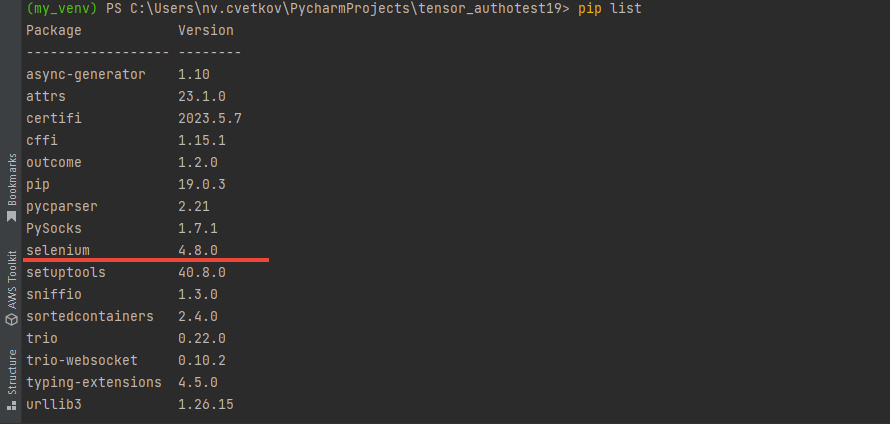 (my_venv) PS C:\Users\nv.cvetkov\PycharmProjects\tensor_authotest19> pip list
Package Version
------------------ --------
async-generator 1.10
attrs 23.1.0
certifi 2023.5.7
cffi 1.15.1
outcome 1.2.0
pip 19.0.3
pycparser 2.21
PySocks 1.7.1
selenium 4.8.0
setuptools 40.8.0
sniffio 1.3.0
sortedcontainers 2.4.0
trio 0.22.0
trio-websocket 0.10.2
typing-extensions 4.5.0
urllib3 1.26.15
Bookmarks
AWS Toolkit
Structure